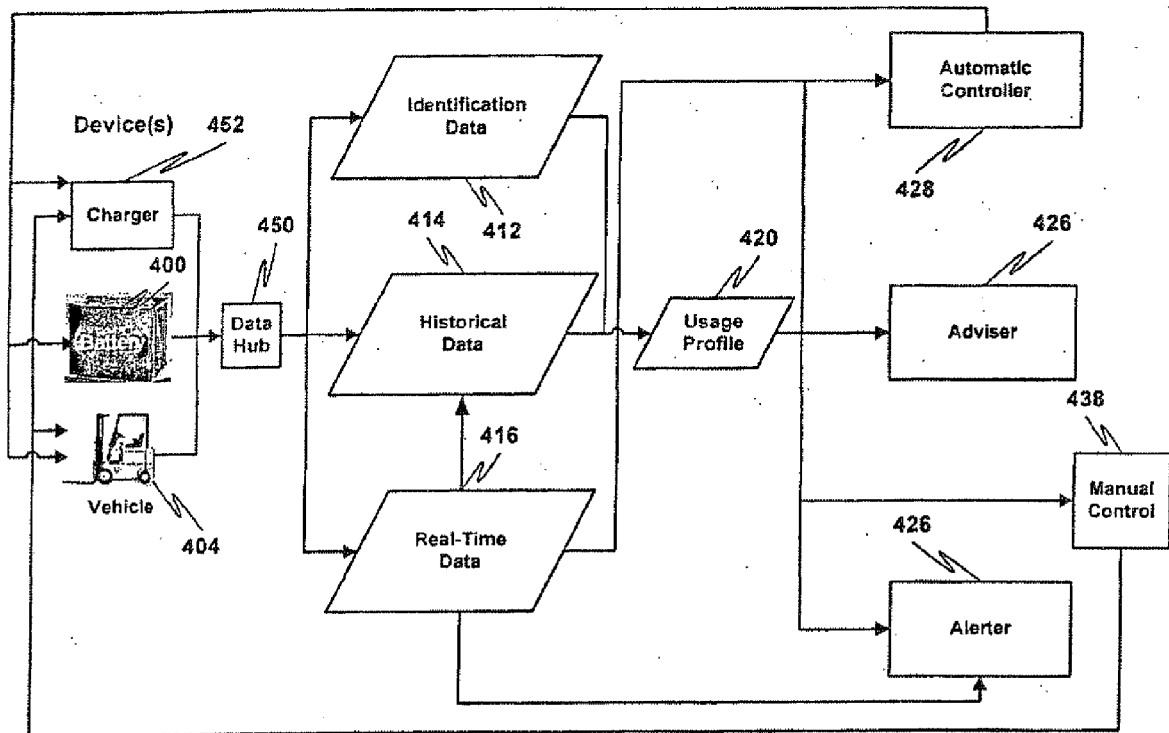 Device(s)
452
Charger
400
Battery
Vehicle
404
450
Data
Hub
Identification
Data
412
414
Historical
Data
416
Real-Time
Data
420
Usage
Profile
Automatic
Controller
428
426
Adviser
438
Manual
Control
426
Alerter